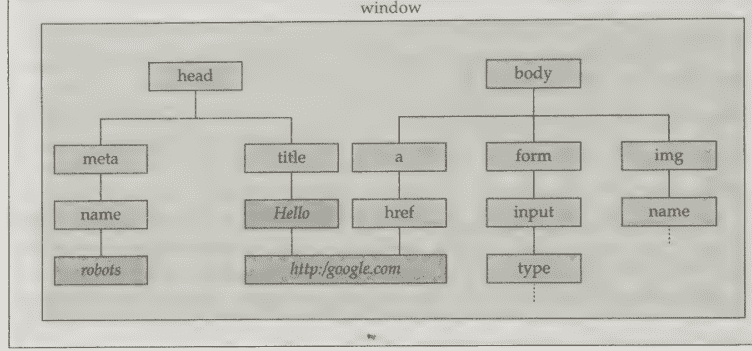 window
head
body
meta
title
a
form
img
name
Hello
href
input
name
robots
http:/google.com
type